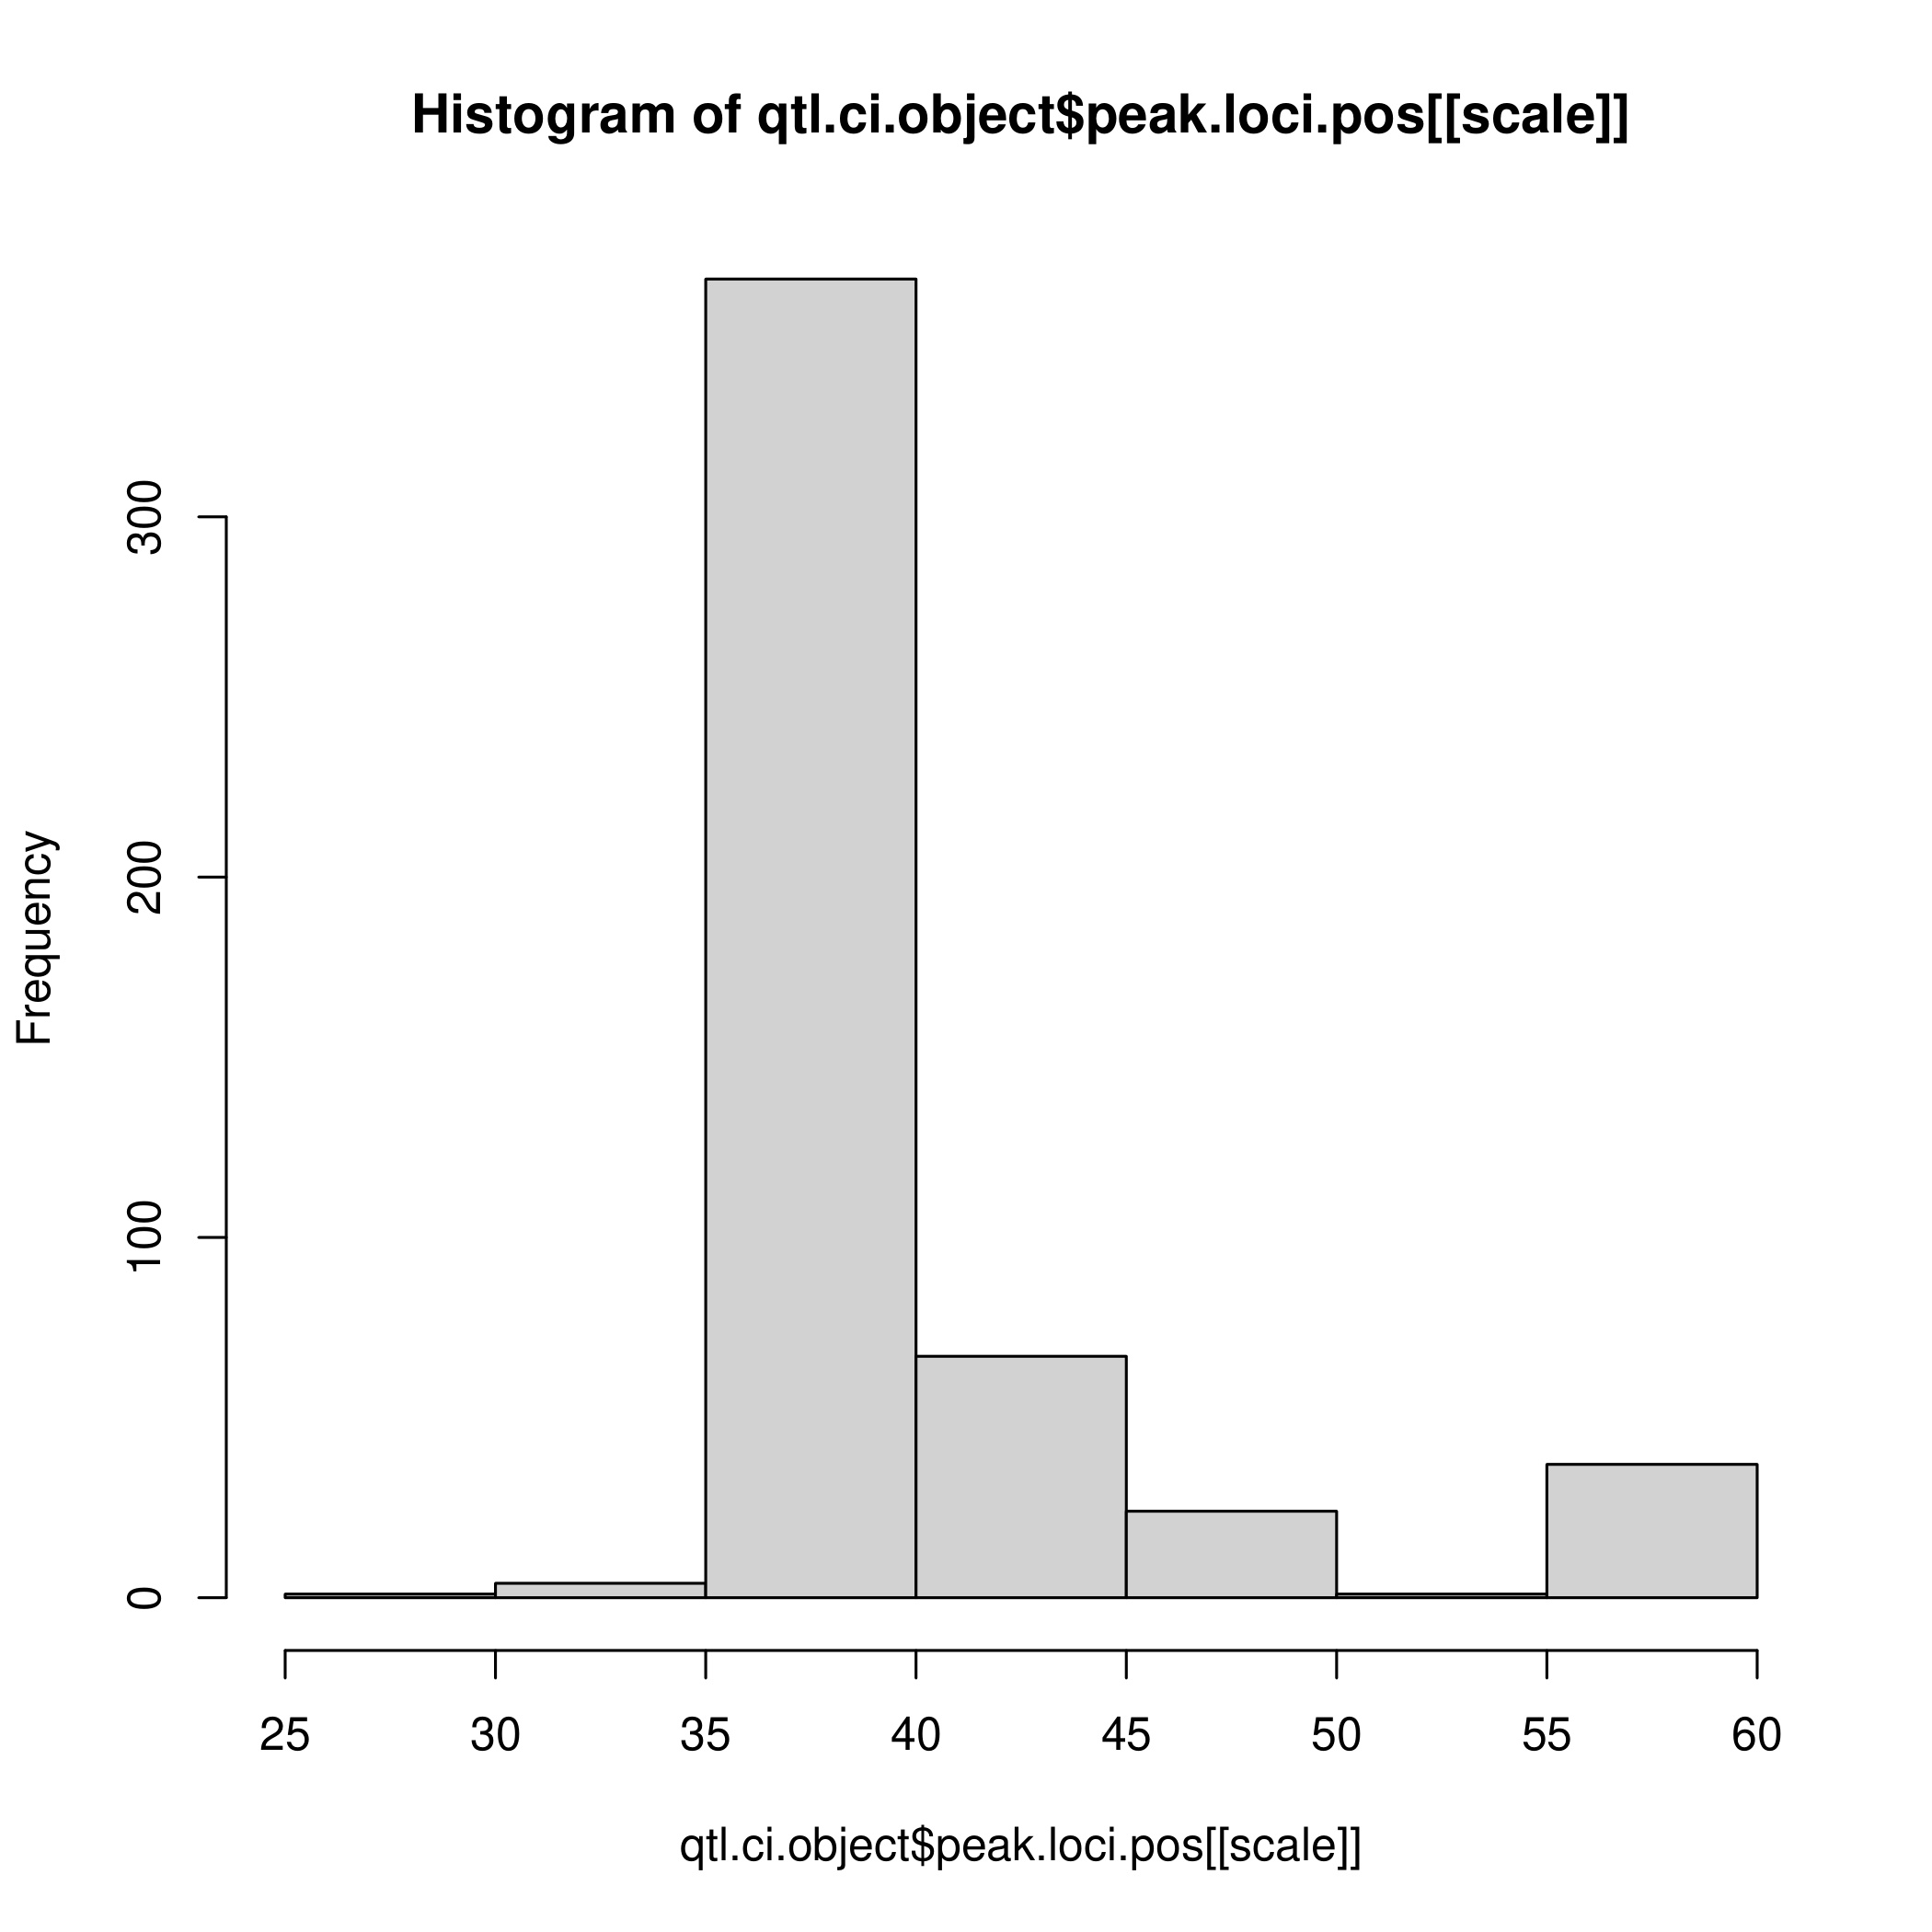 Histogram of qtl.ci.object$peak.loci.pos[[scale]]
Frequency
300
200
100
0
25 30 35 40 45 50 55 60
qtl.ci.object$peak.loci.pos[[scale]]